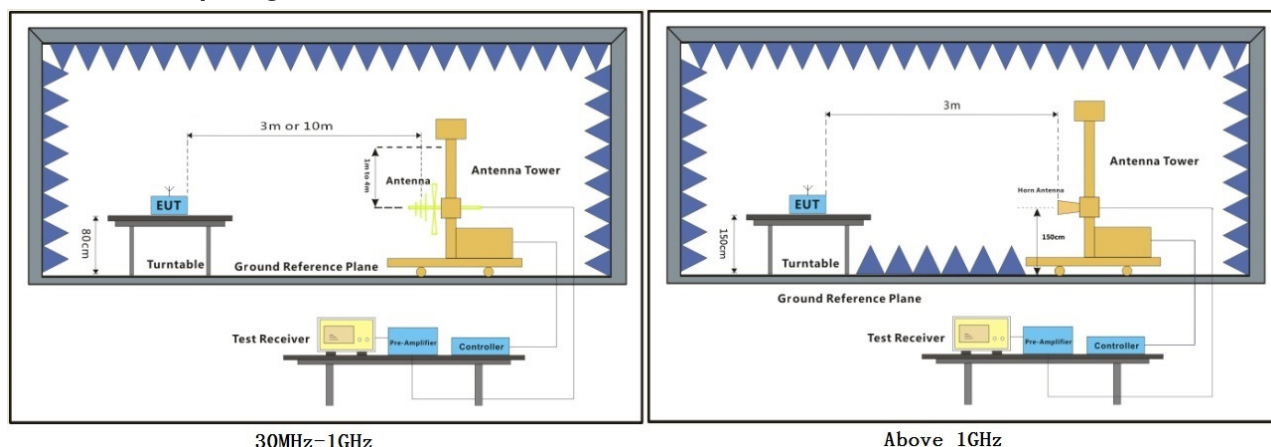 3m or 10m
1m to 4m
Antenna
Antenna Tower
EUT
80cm
Turntable
Ground Reference Plane
Test Receiver
Pre-Amplifier
Controller
30MHz-1GHz
3m
Horn Antenna
Antenna Tower
EUT
150cm
150cm
Turntable
Ground Reference Plane
Test Receiver
Pre-Amplifier
Controller
Above 1GHz